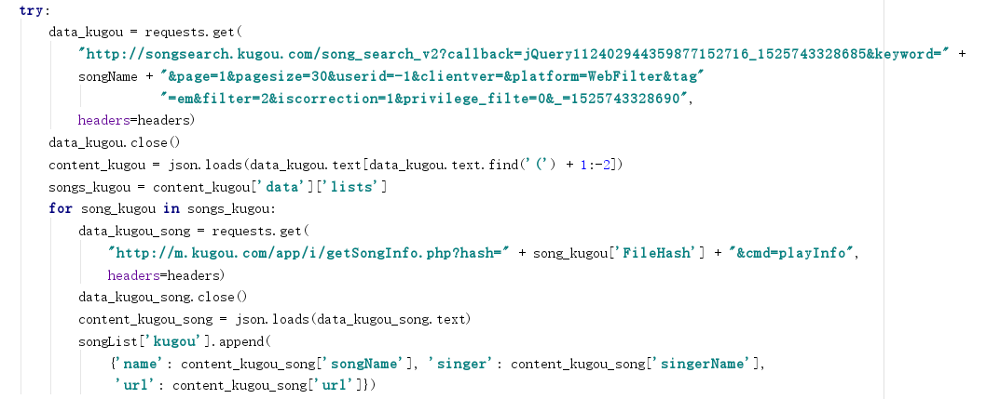 try:
data_kugou = requests.get(
"http://songsearch.kugou.com/song_search_v2?callback=jQuery112402944359877152716_1525743328685&keyword=" +
songName + "&page=1&pagesize=30&userid=-1&clientver=&platform=WebFilter&tag"
"=em&filter=2&iscorrection=1&privilege_filte=0&_=1525743328690",
headers=headers)
data_kugou.close()
content_kugou = json.loads(data_kugou.text[data_kugou.text.find('(') + 1:-2])
songs_kugou = content_kugou['data']['lists']
for song_kugou in songs_kugou:
data_kugou_song = requests.get(
"http://m.kugou.com/app/i/getSongInfo.php?hash=" + song_kugou['FileHash'] + "&cmd=playInfo",
headers=headers)
data_kugou_song.close()
content_kugou_song = json.loads(data_kugou_song.text)
songList['kugou'].append(
{'name': content_kugou_song['songName'], 'singer': content_kugou_song['singerName'],
'url': content_kugou_song['url']})